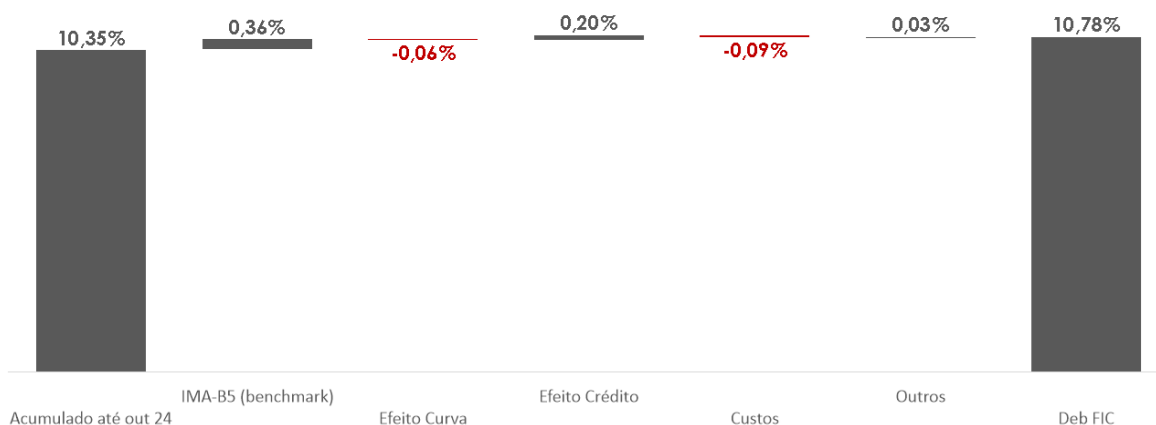 10,35%
0,36%
-0,06%
0,20%
-0,09%
0,03%
10,78%
IMA-B5 (benchmark)
Efeito Crédito
Outros
Acumulado até out 24
Efeito Curva
Custos
Deb FIC